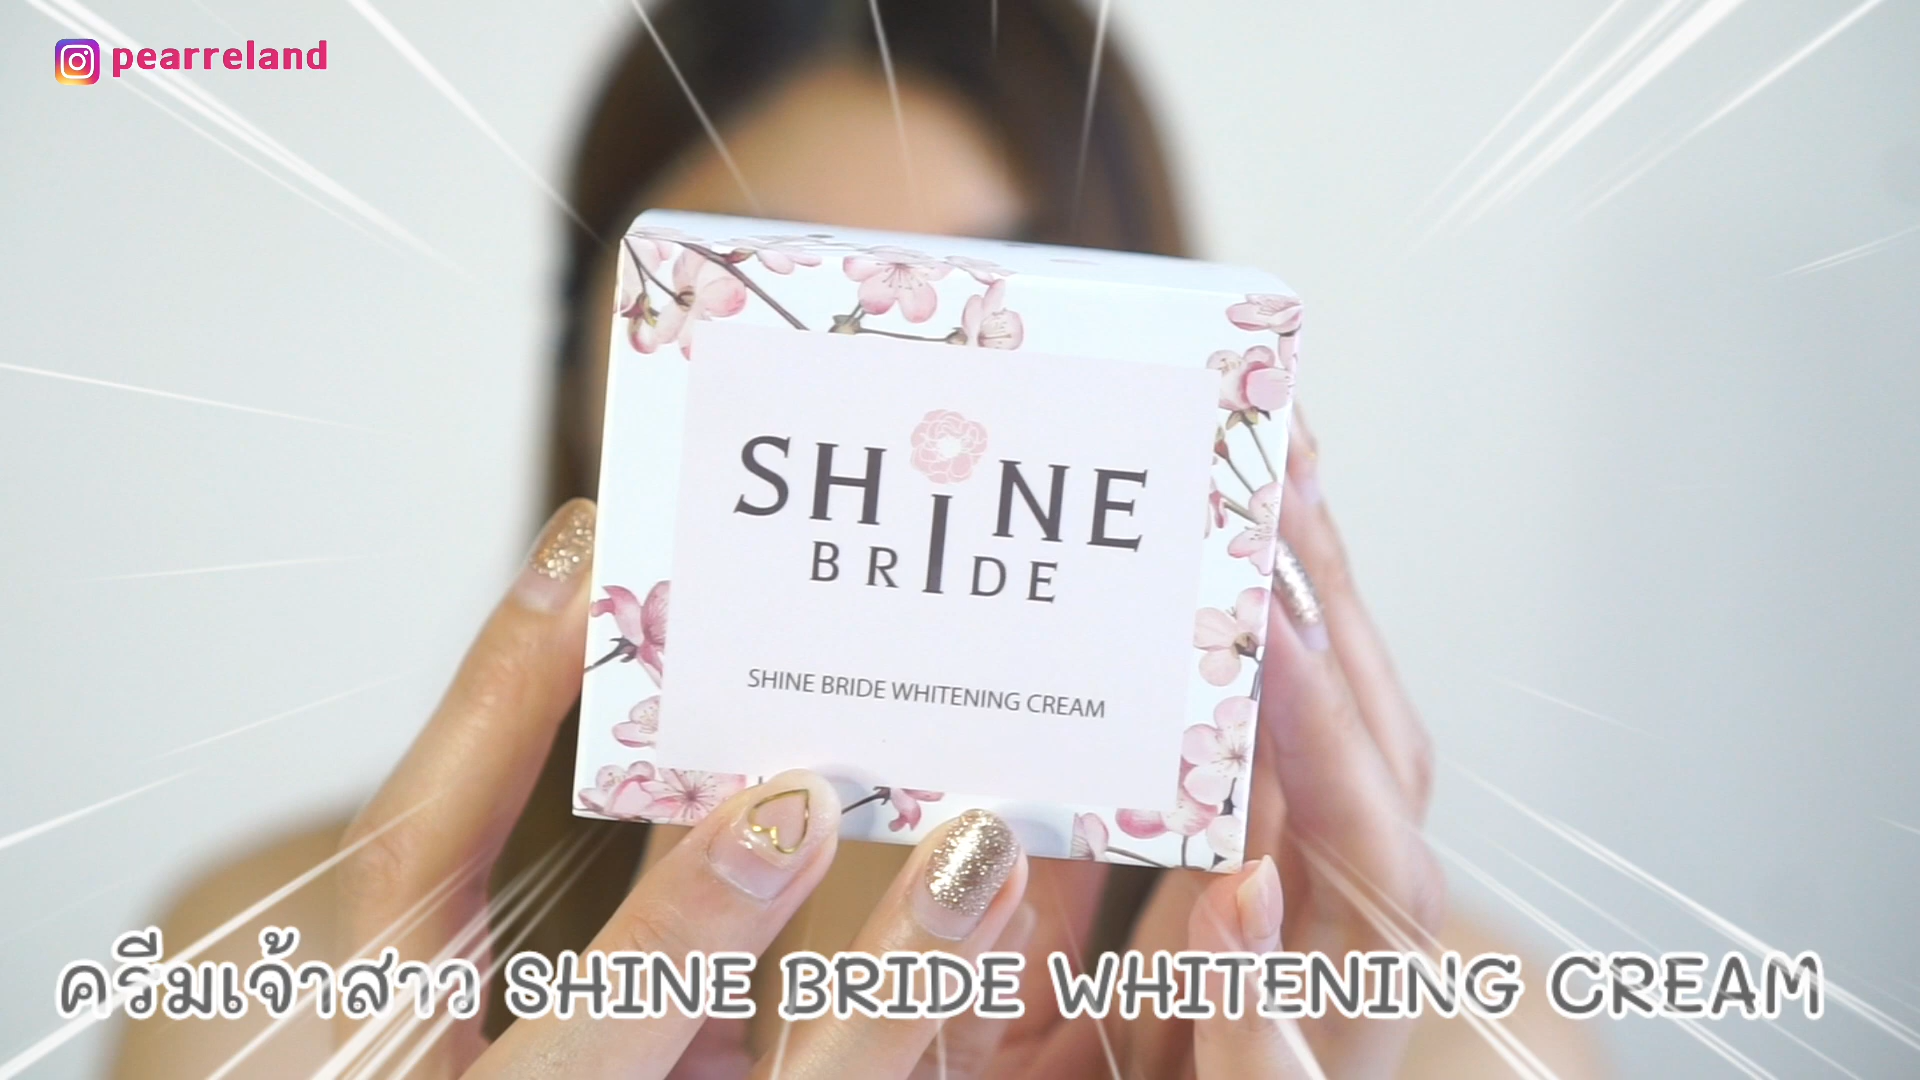 pearreland
SHINE
BRIDE
SHINE BRIDE WHITENING CREAM
ครีมเจ้าสาว SHINE BRIDE WHITENING CREAM